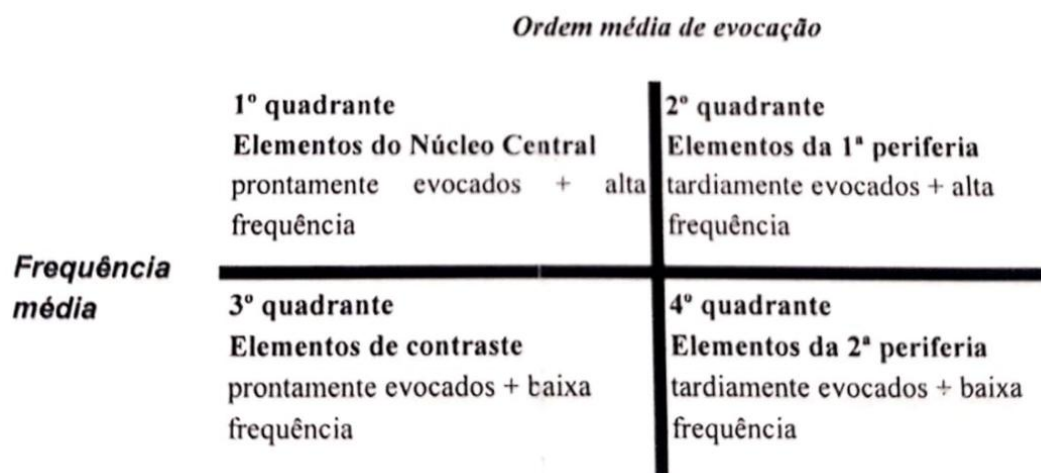 Ordem média de evocação
1º quadrante
Elementos do Núcleo Central
prontamente evocados + alta
frequência
2º quadrante
Elementos da 1ª periferia
tardiamente evocados + alta
frequência
Frequência
média
3º quadrante
Elementos de contraste
prontamente evocados + baixa
frequência
4º quadrante
Elementos da 2ª periferia
tardiamente evocados + baixa
frequência